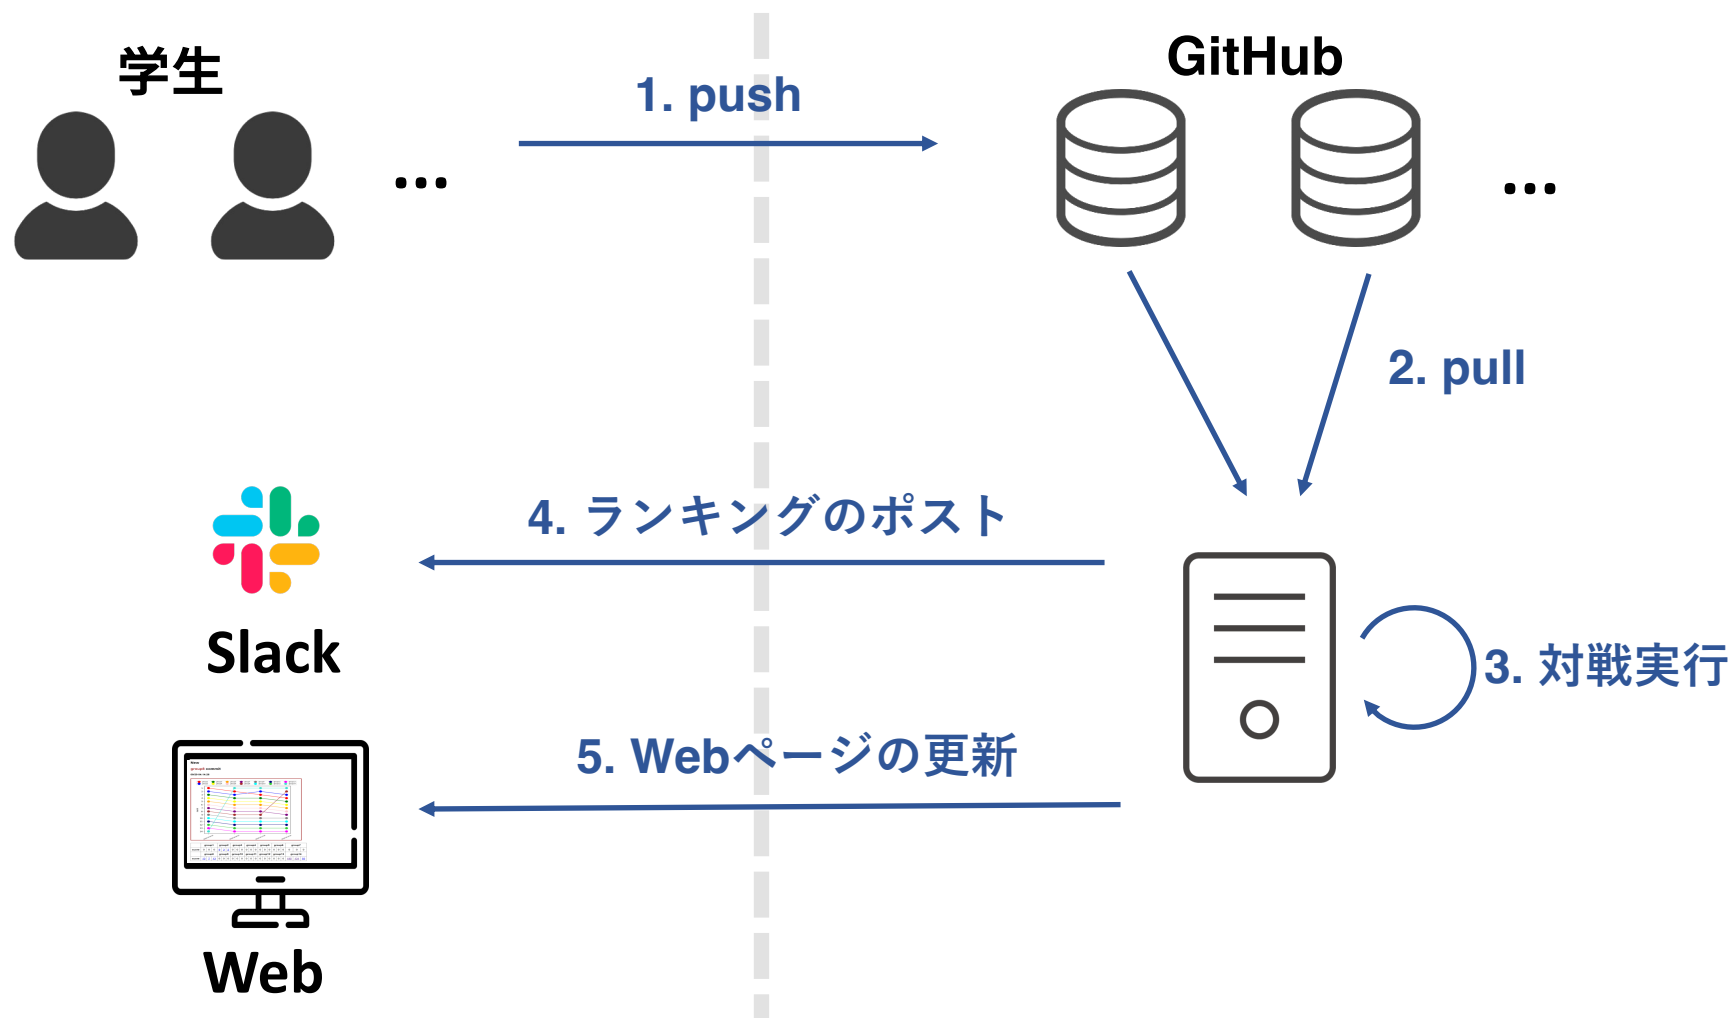 学生
GitHub
1. push
...
...
2. pull
4. ランキングのポスト
Slack
3. 対戦実行
5. Webページの更新
Web